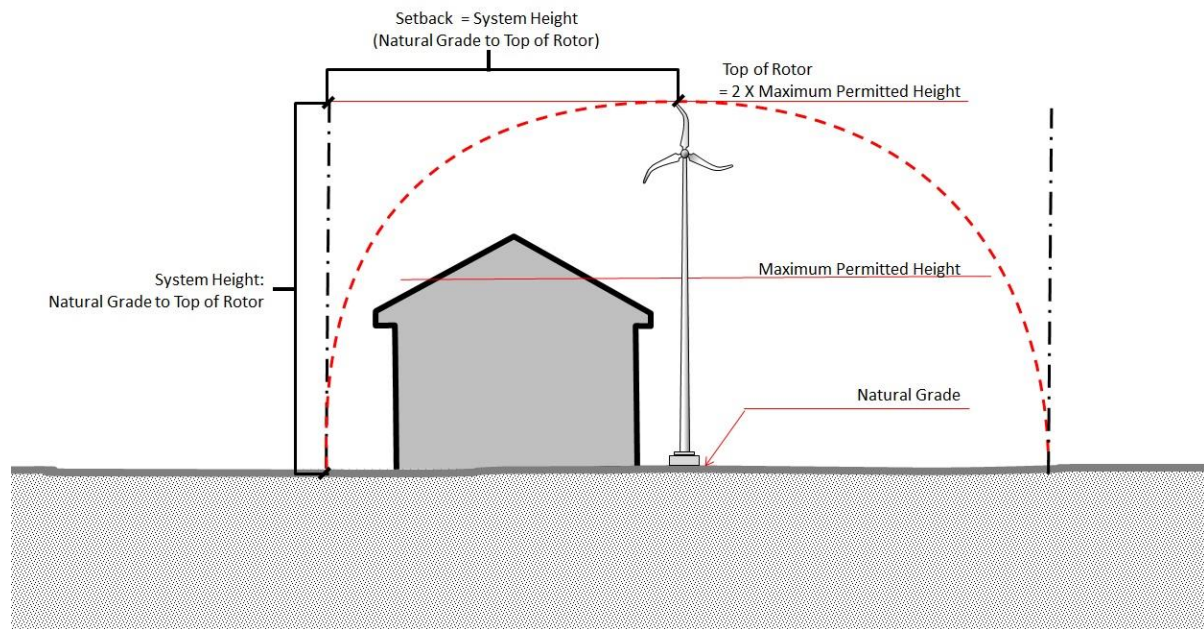 Setback = System Height
(Natural Grade to Top of Rotor)
Top of Rotor
= 2 X Maximum Permitted Height
Maximum Permitted Height
System Height:
Natural Grade to Top of Rotor
Natural Grade